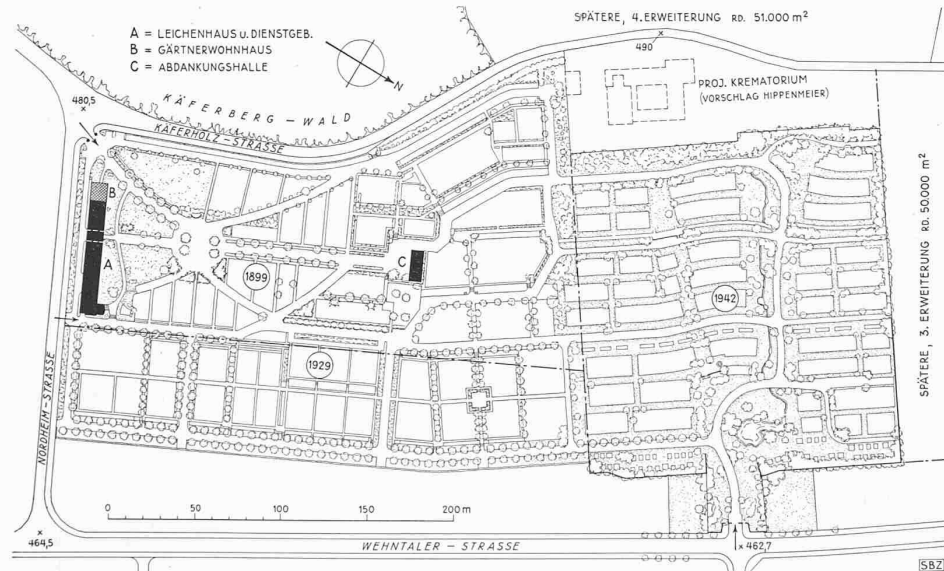 SPÄTERE, 4. ERWEITERUNG RD. 51.000 m²
A = LEICHENHAUS U. DIENSTGEB.
B = GÄRTNERWOHNHAUS
C = ABDANKUNGSHALLE
N
490
PROJ. KREMATORIUM
(VORSCHLAG HIPPENMEIER)
480,5
KÄFERBERG – WALD
KÄFERHOLZ – STRASSE
B
A
C
1899
1942
1929
SPÄTERE, 3. ERWEITERUNG RD. 50.000 m²
NORDHEIM – STRASSE
0 50 100 150 200 m
464,5
WEHNTALER – STRASSE
462,7
SBZ